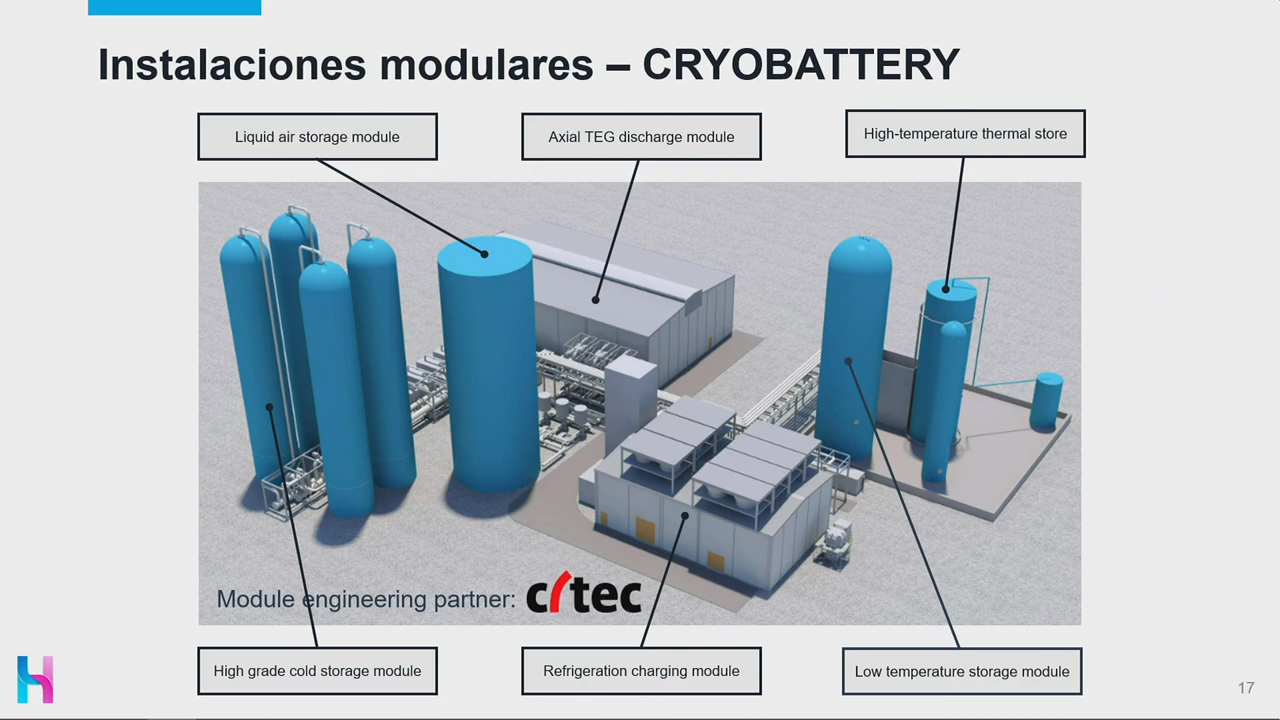 Instalaciones modulares – CRYOBATTERY
Liquid air storage module
Axial TEG discharge module
High-temperature thermal store
Module engineering partner: citec
High grade cold storage module
Refrigeration charging module
Low temperature storage module
17